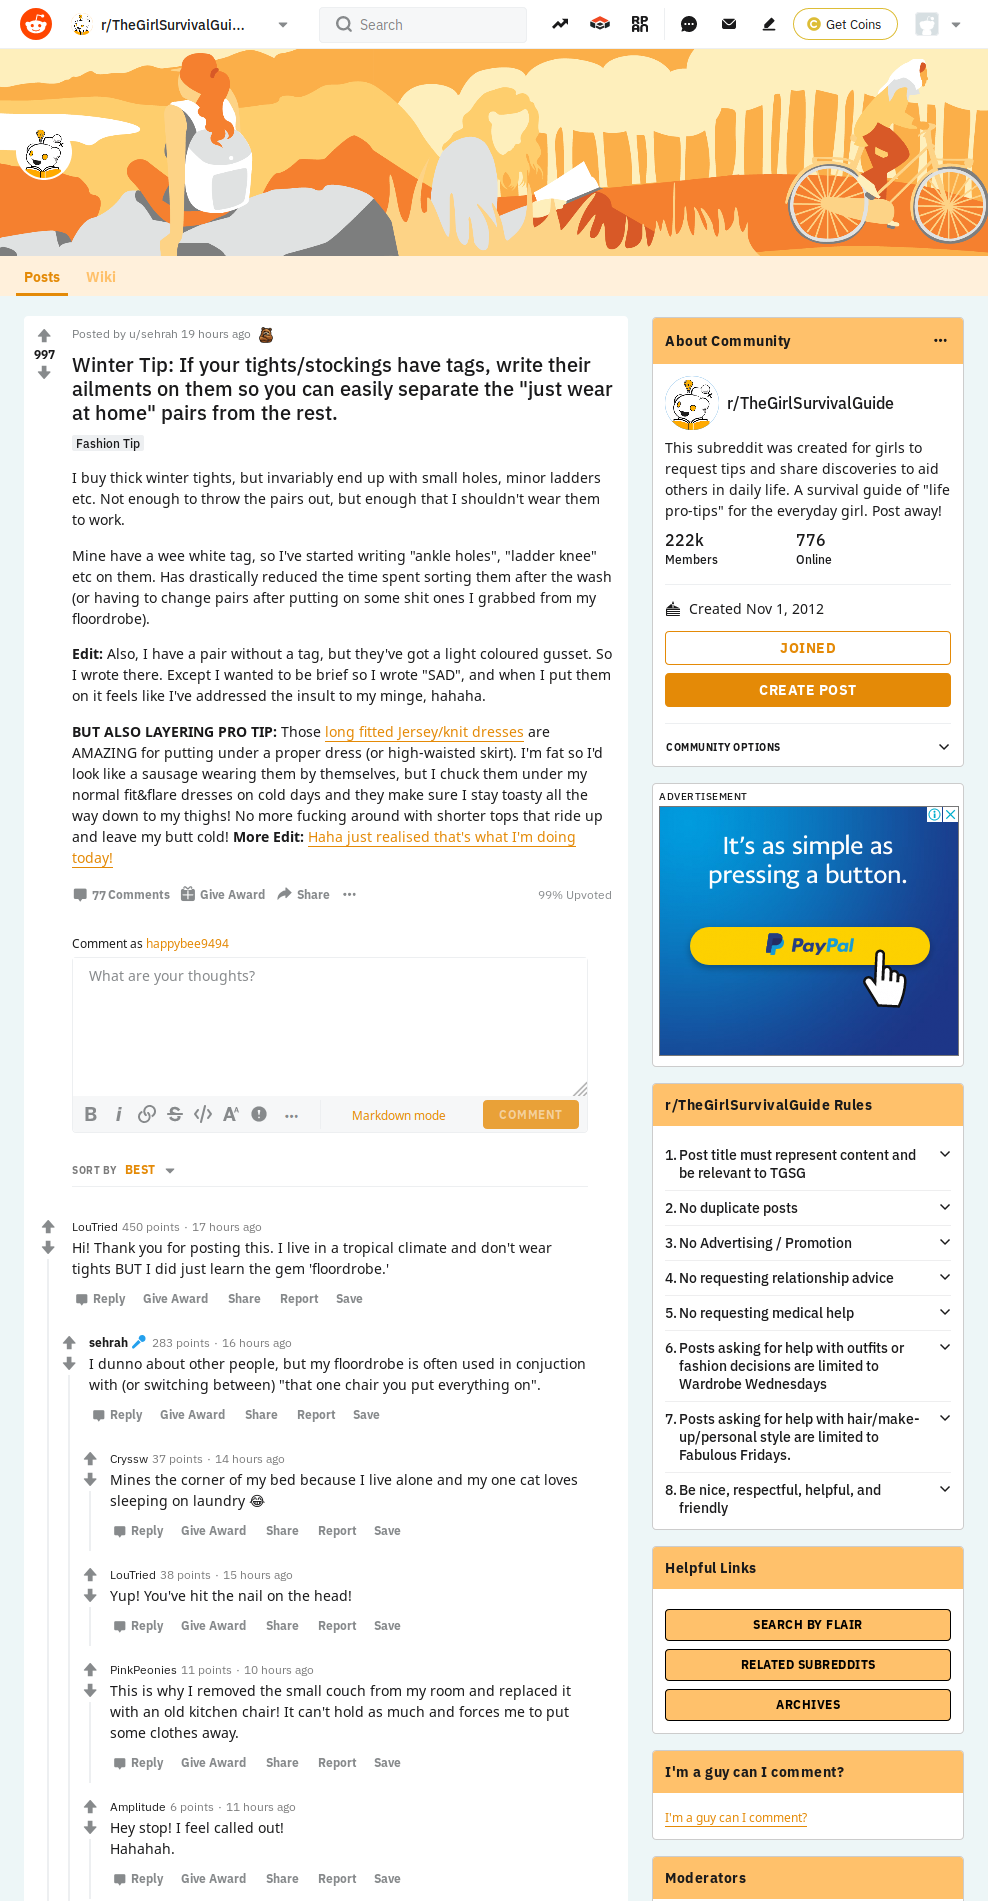 r/TheGirlSurvivalGui...
Search
Get Coins
Posts
Wiki
Posted by u/sehrah 19 hours ago
997
Winter Tip: If your tights/stockings have tags, write their
ailments on them so you can easily separate the "just wear
at home" pairs from the rest.
Fashion Tip
I buy thick winter tights, but invariably end up with small holes, minor ladders
etc. Not enough to throw the pairs out, but enough that I shouldn't wear them
to work.
Mine have a wee white tag, so I've started writing "ankle holes", "ladder knee"
etc on them. Has drastically reduced the time spent sorting them after the wash
(or having to change pairs after putting on some shit ones I grabbed from my
floordrobe).
Edit: Also, I have a pair without a tag, but they've got a light coloured gusset. So
I wrote there. Except I wanted to be brief so I wrote "SAD", and when I put them
on it feels like I've addressed the insult to my minge, hahaha.
BUT ALSO LAYERING PRO TIP: Those long fitted Jersey/knit dresses are
AMAZING for putting under a proper dress (or high-waisted skirt). I'm fat so I'd
look like a sausage wearing them by themselves, but I chuck them under my
normal fit&flare dresses on cold days and they make sure I stay toasty all the
way down to my thighs! No more fucking around with shorter tops that ride up
and leave my butt cold! More Edit: Haha just realised that's what I'm doing
today!
77 Comments Give Award Share ... 99% Upvoted
Comment as happybee9494
What are your thoughts?
B i S </> A A ! ...
Markdown mode
COMMENT
SORT BY BEST
LouTried 450 points · 17 hours ago
Hi! Thank you for posting this. I live in a tropical climate and don't wear
tights BUT I did just learn the gem 'floordrobe.'
Reply Give Award Share Report Save
sehrah 283 points · 16 hours ago
I dunno about other people, but my floordrobe is often used in conjuction
with (or switching between) "that one chair you put everything on".
Reply Give Award Share Report Save
Cryssw 37 points · 14 hours ago
Mines the corner of my bed because I live alone and my one cat loves
sleeping on laundry 😂
Reply Give Award Share Report Save
LouTried 38 points · 15 hours ago
Yup! You've hit the nail on the head!
Reply Give Award Share Report Save
PinkPeonies 11 points · 10 hours ago
This is why I removed the small couch from my room and replaced it
with an old kitchen chair! It can't hold as much and forces me to put
some clothes away.
Reply Give Award Share Report Save
Amplitude 6 points · 11 hours ago
Hey stop! I feel called out!
Hahahah.
Reply Give Award Share Report Save
About Community
r/TheGirlSurvivalGuide
This subreddit was created for girls to
request tips and share discoveries to aid
others in daily life. A survival guide of "life
pro-tips" for the everyday girl. Post away!
222k 776
Members Online
Created Nov 1, 2012
JOINED
CREATE POST
COMMUNITY OPTIONS
ADVERTISEMENT
It's as simple as
pressing a button.
PayPal
r/TheGirlSurvivalGuide Rules
1. Post title must represent content and
be relevant to TGSG
2. No duplicate posts
3. No Advertising / Promotion
4. No requesting relationship advice
5. No requesting medical help
6. Posts asking for help with outfits or
fashion decisions are limited to
Wardrobe Wednesdays
7. Posts asking for help with hair/make-
up/personal style are limited to
Fabulous Fridays.
8. Be nice, respectful, helpful, and
friendly
Helpful Links
SEARCH BY FLAIR
RELATED SUBREDDITS
ARCHIVES
I'm a guy can I comment?
I'm a guy can I comment?
Moderators